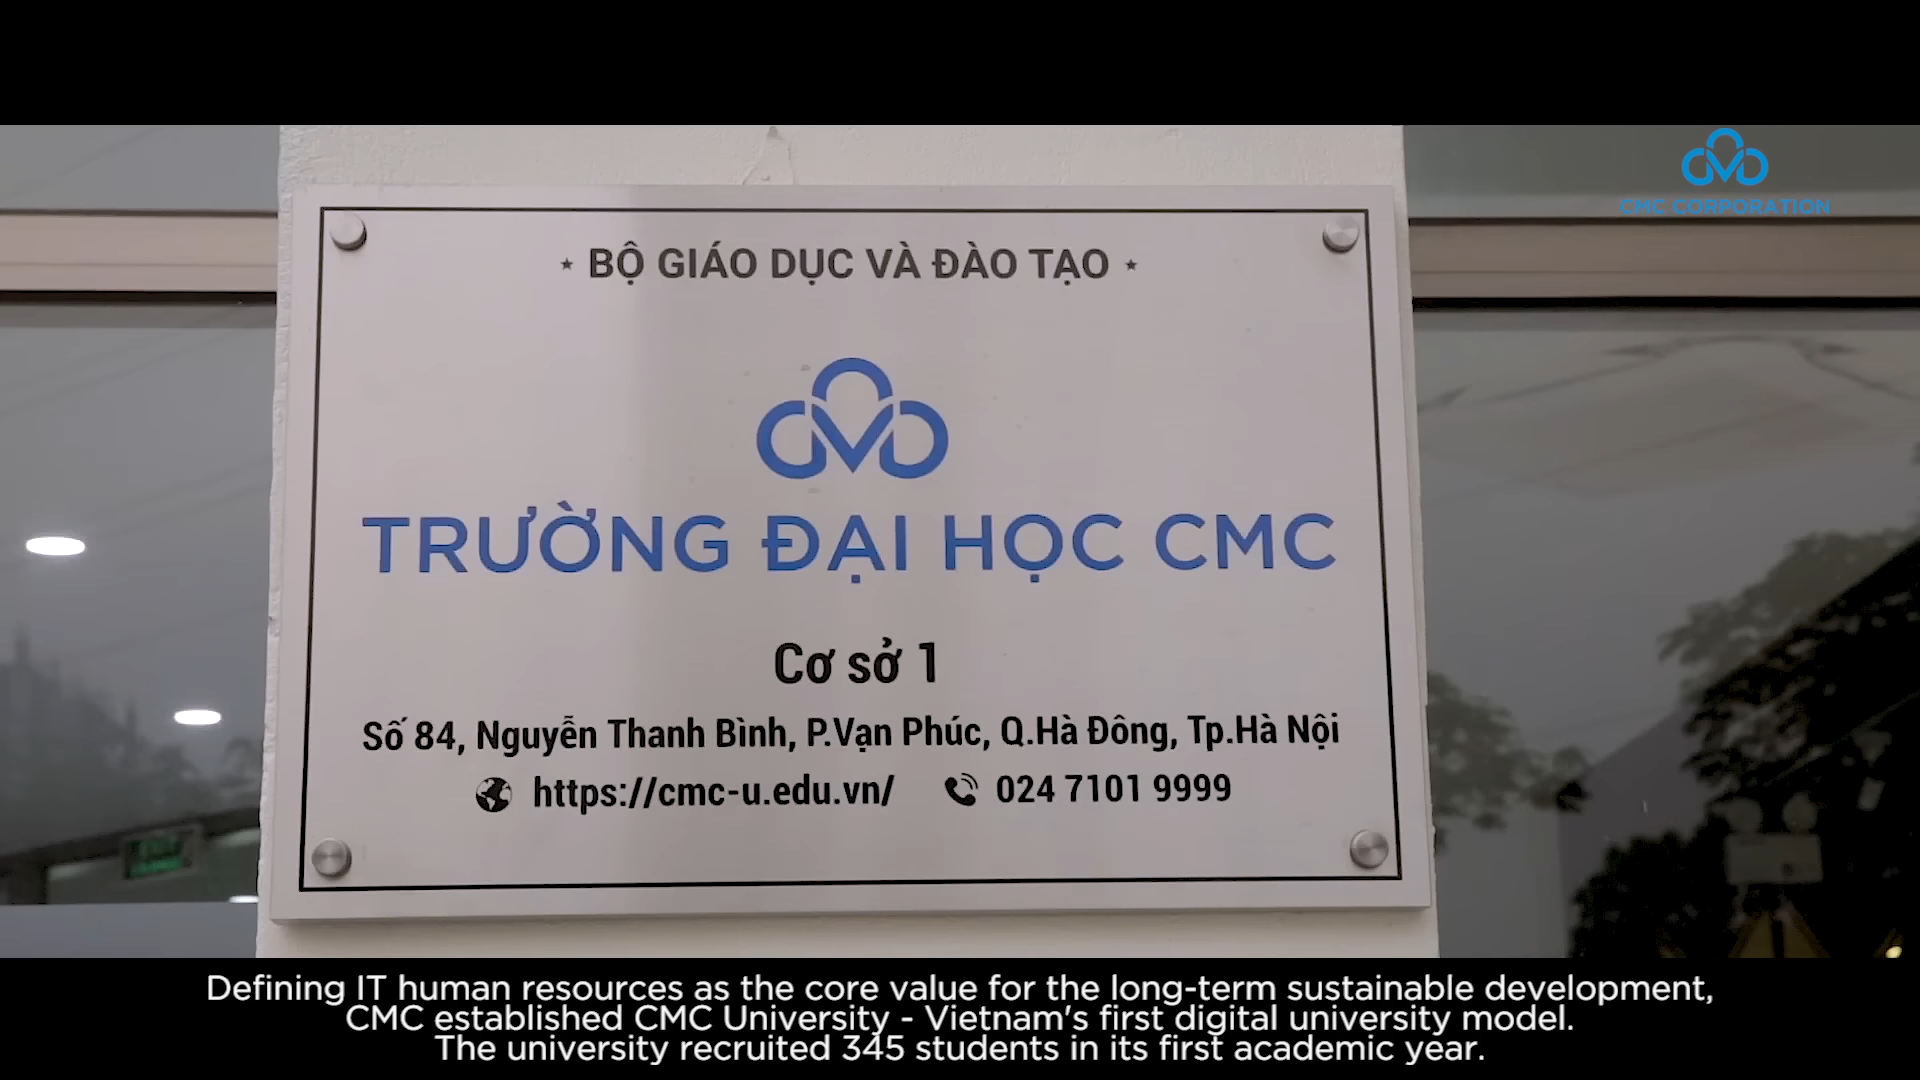 CMC CORPORATION
★ BỘ GIÁO DỤC VÀ ĐÀO TẠO ★
TRƯỜNG ĐẠI HỌC CMC
Cơ sở 1
Số 84, Nguyễn Thanh Bình, P.Vạn Phúc, Q.Hà Đông, Tp.Hà Nội
https://cmc-u.edu.vn/ 024 7101 9999
Defining IT human resources as the core value for the long-term sustainable development,
CMC established CMC University - Vietnam's first digital university model.
The university recruited 345 students in its first academic year.